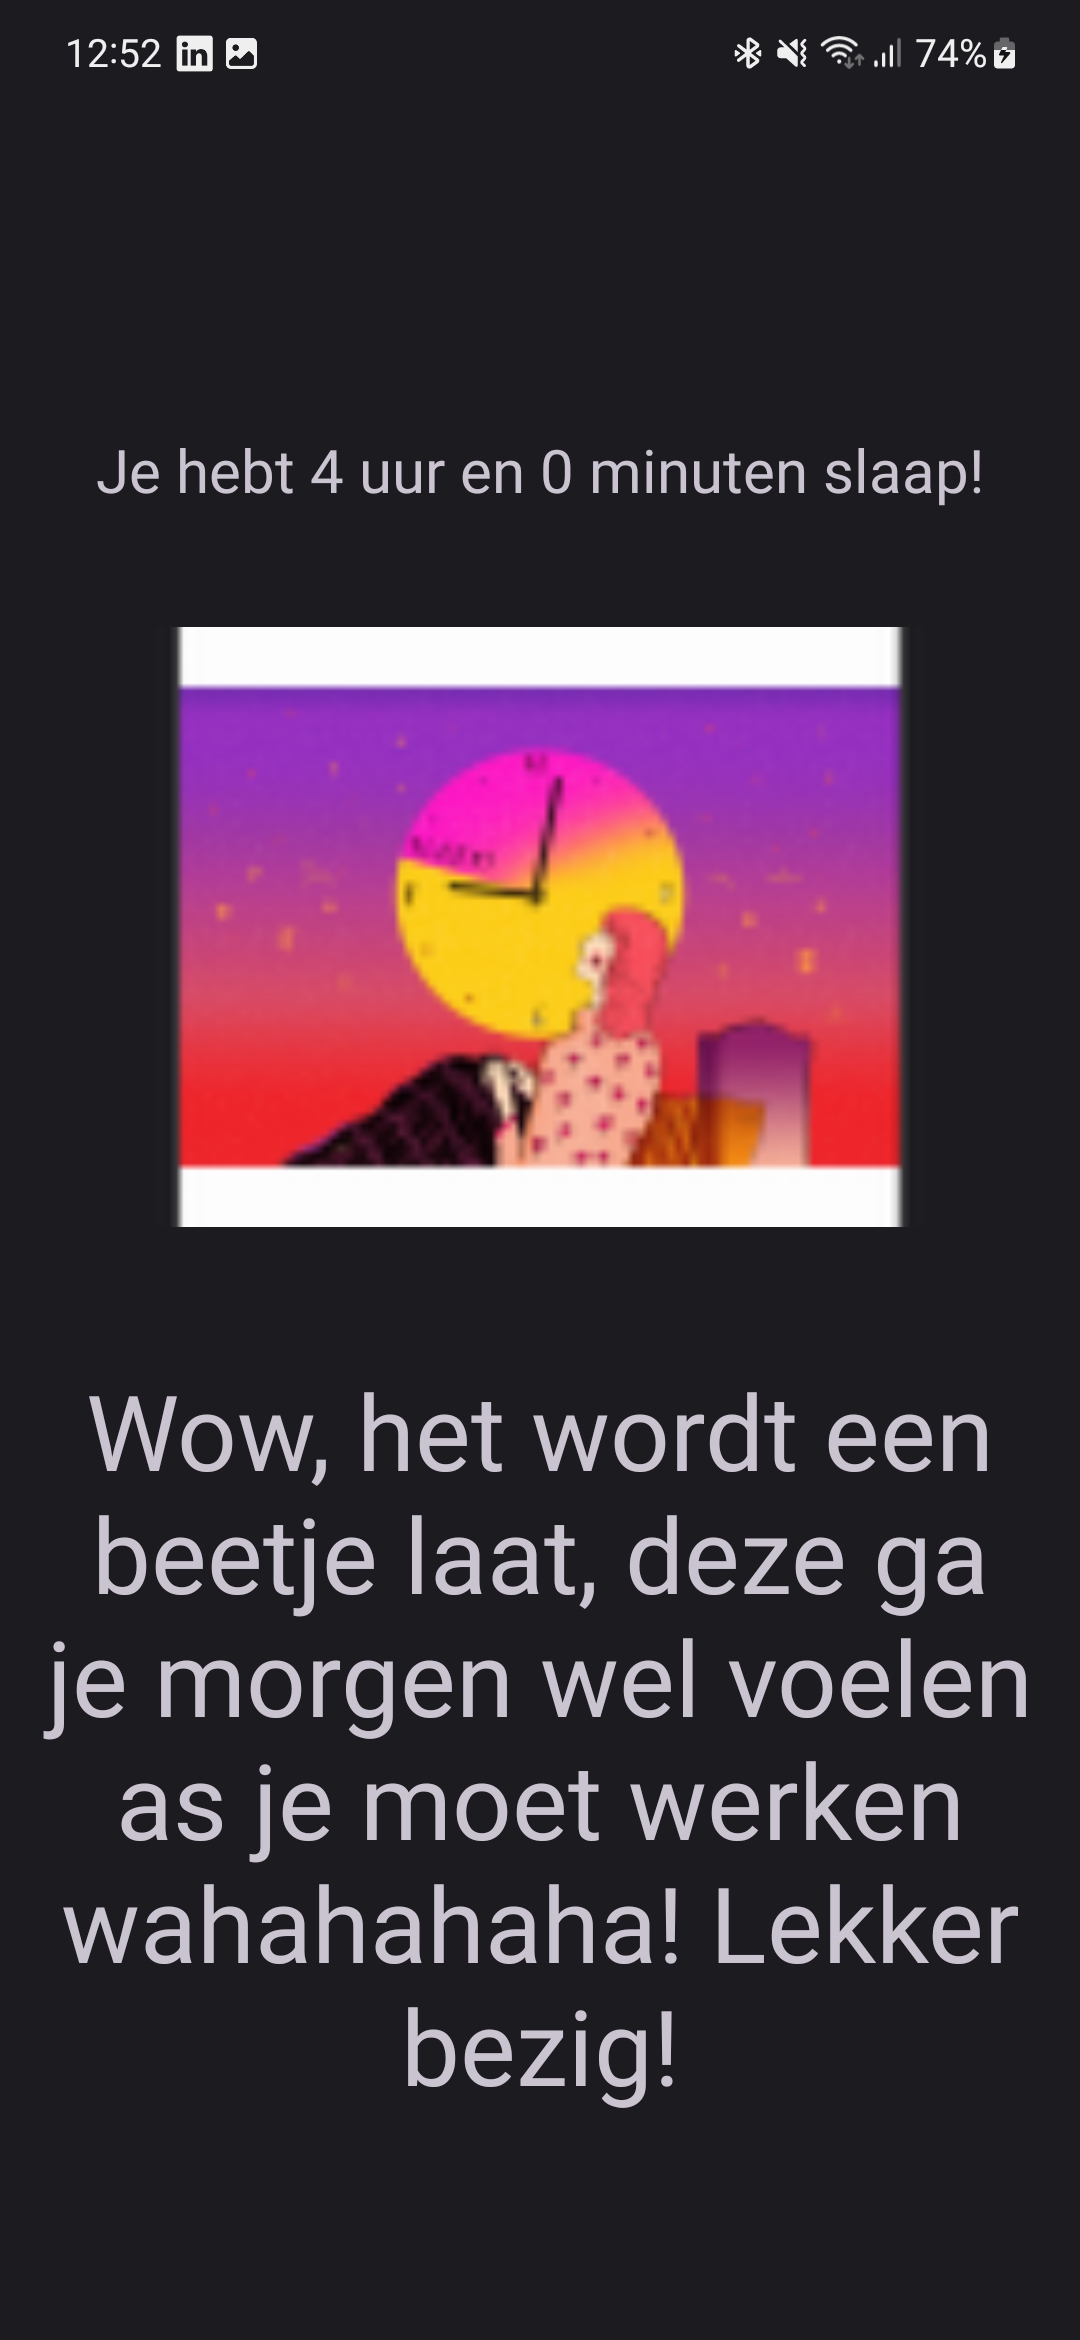 12:52
74%
Je hebt 4 uur en 0 minuten slaap!
Wow, het wordt een
beetje laat, deze ga
je morgen wel voelen
as je moet werken
wahahahaha! Lekker
bezig!